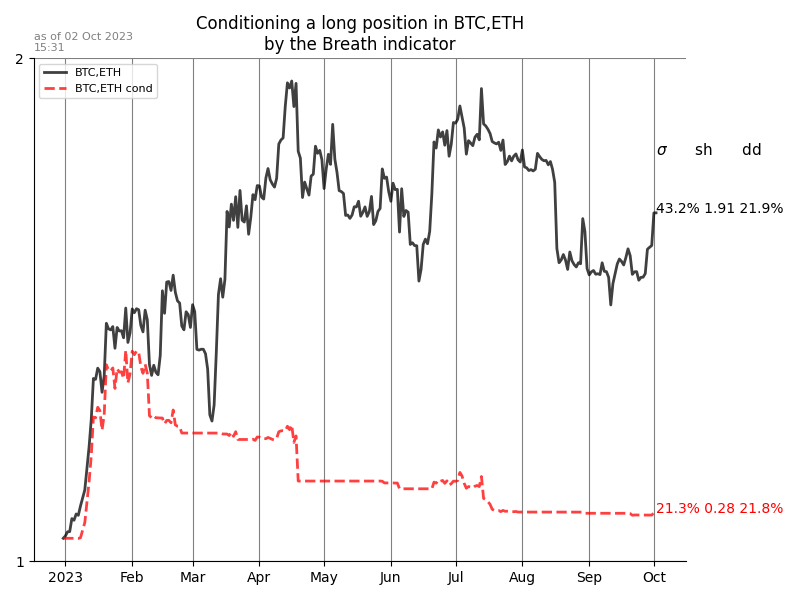 Conditioning a long position in BTC,ETH
by the Breath indicator
as of 02 Oct 2023
15:31
2
BTC,ETH
BTC,ETH cond
σ sh dd
43.2% 1.91 21.9%
21.3% 0.28 21.8%
1
2023 Feb Mar Apr May Jun Jul Aug Sep Oct